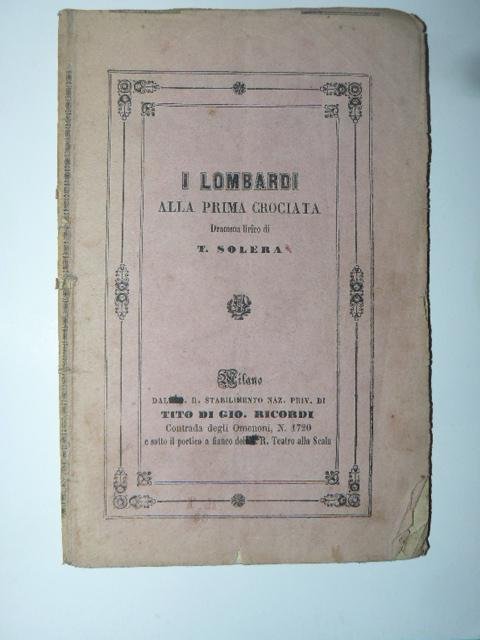 I LOMBARDI
ALLA PRIMA CROCIATA
Dramma lirico di
T. SOLERA
Milano
DAL R. STABILIMENTO NAZ. PRIV. DI
TITO DI GIO. RICORDI
Contrada degli Omenoni, N. 1720
e sotto il portico a fianco dell R. Teatro alla Scala